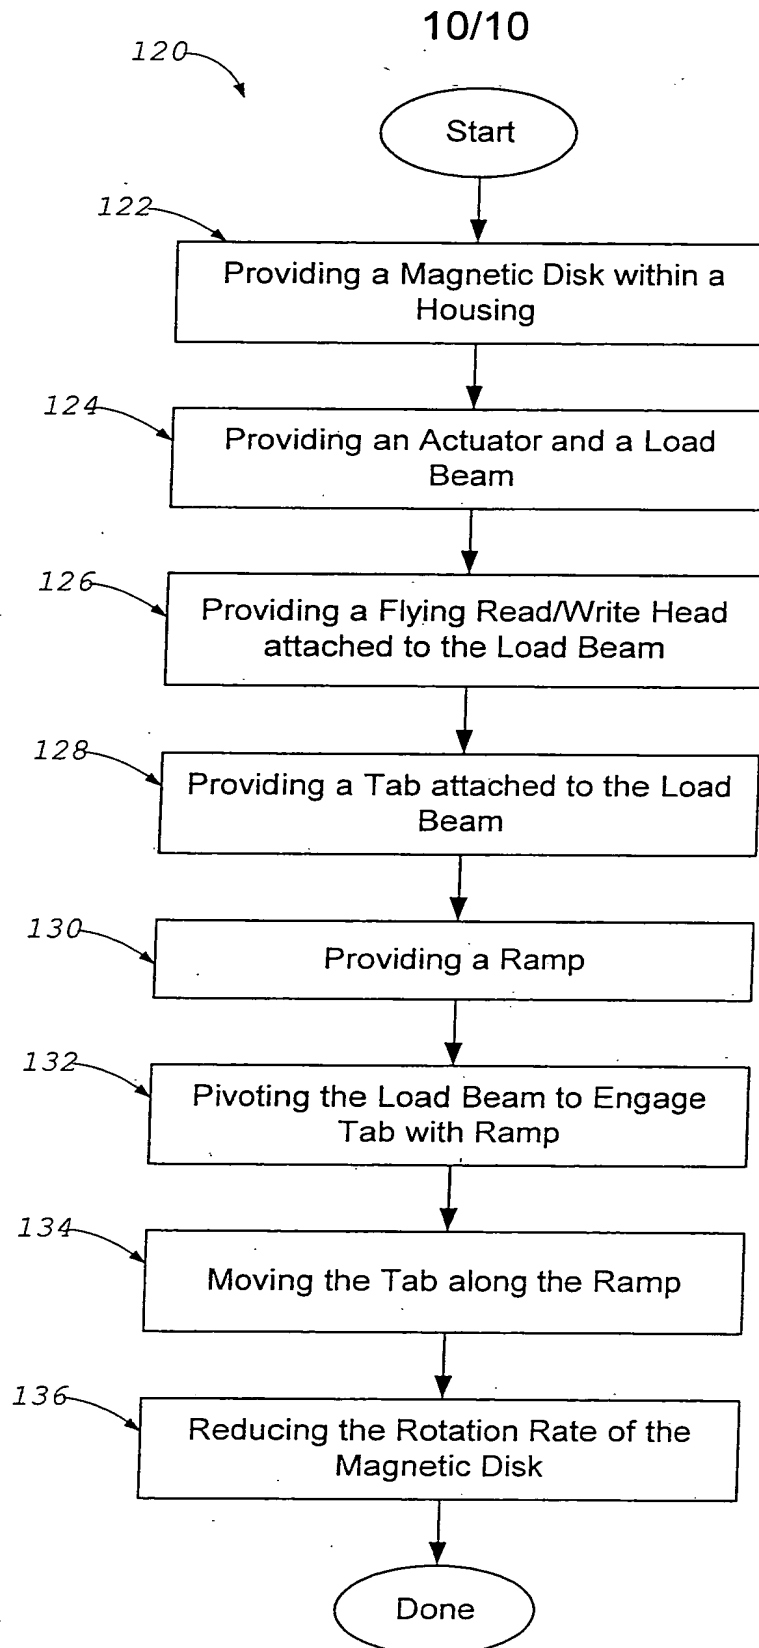 10/10
120
Start
122
Providing a Magnetic Disk within a
Housing
124
Providing an Actuator and a Load
Beam
126
Providing a Flying Read/Write Head
attached to the Load Beam
128
Providing a Tab attached to the Load
Beam
130
Providing a Ramp
132
Pivoting the Load Beam to Engage
Tab with Ramp
134
Moving the Tab along the Ramp
136
Reducing the Rotation Rate of the
Magnetic Disk
Done